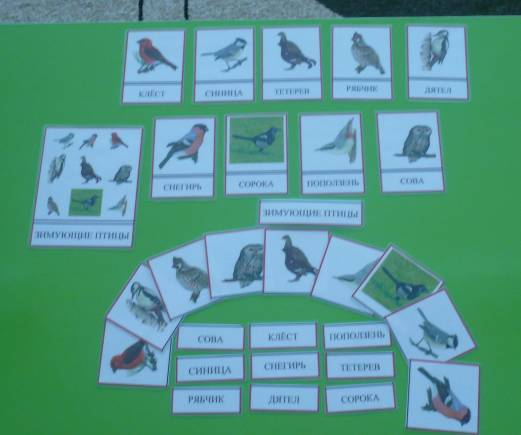 КЛЁСТ
СИНИЦА
ТЕТЕРЕВ
РЯБЧИК
ДЯТЕЛ
СНЕГИРЬ
СОРОКА
ПОПОЛЗЕНЬ
СОВА
ЗИМУЮЩИЕ ПТИЦЫ
ЗИМУЮЩИЕ ПТИЦЫ
СОВА
КЛЁСТ
ПОПОЛЗЕНЬ
СИНИЦА
СНЕГИРЬ
ТЕТЕРЕВ
РЯБЧИК
ДЯТЕЛ
СОРОКА